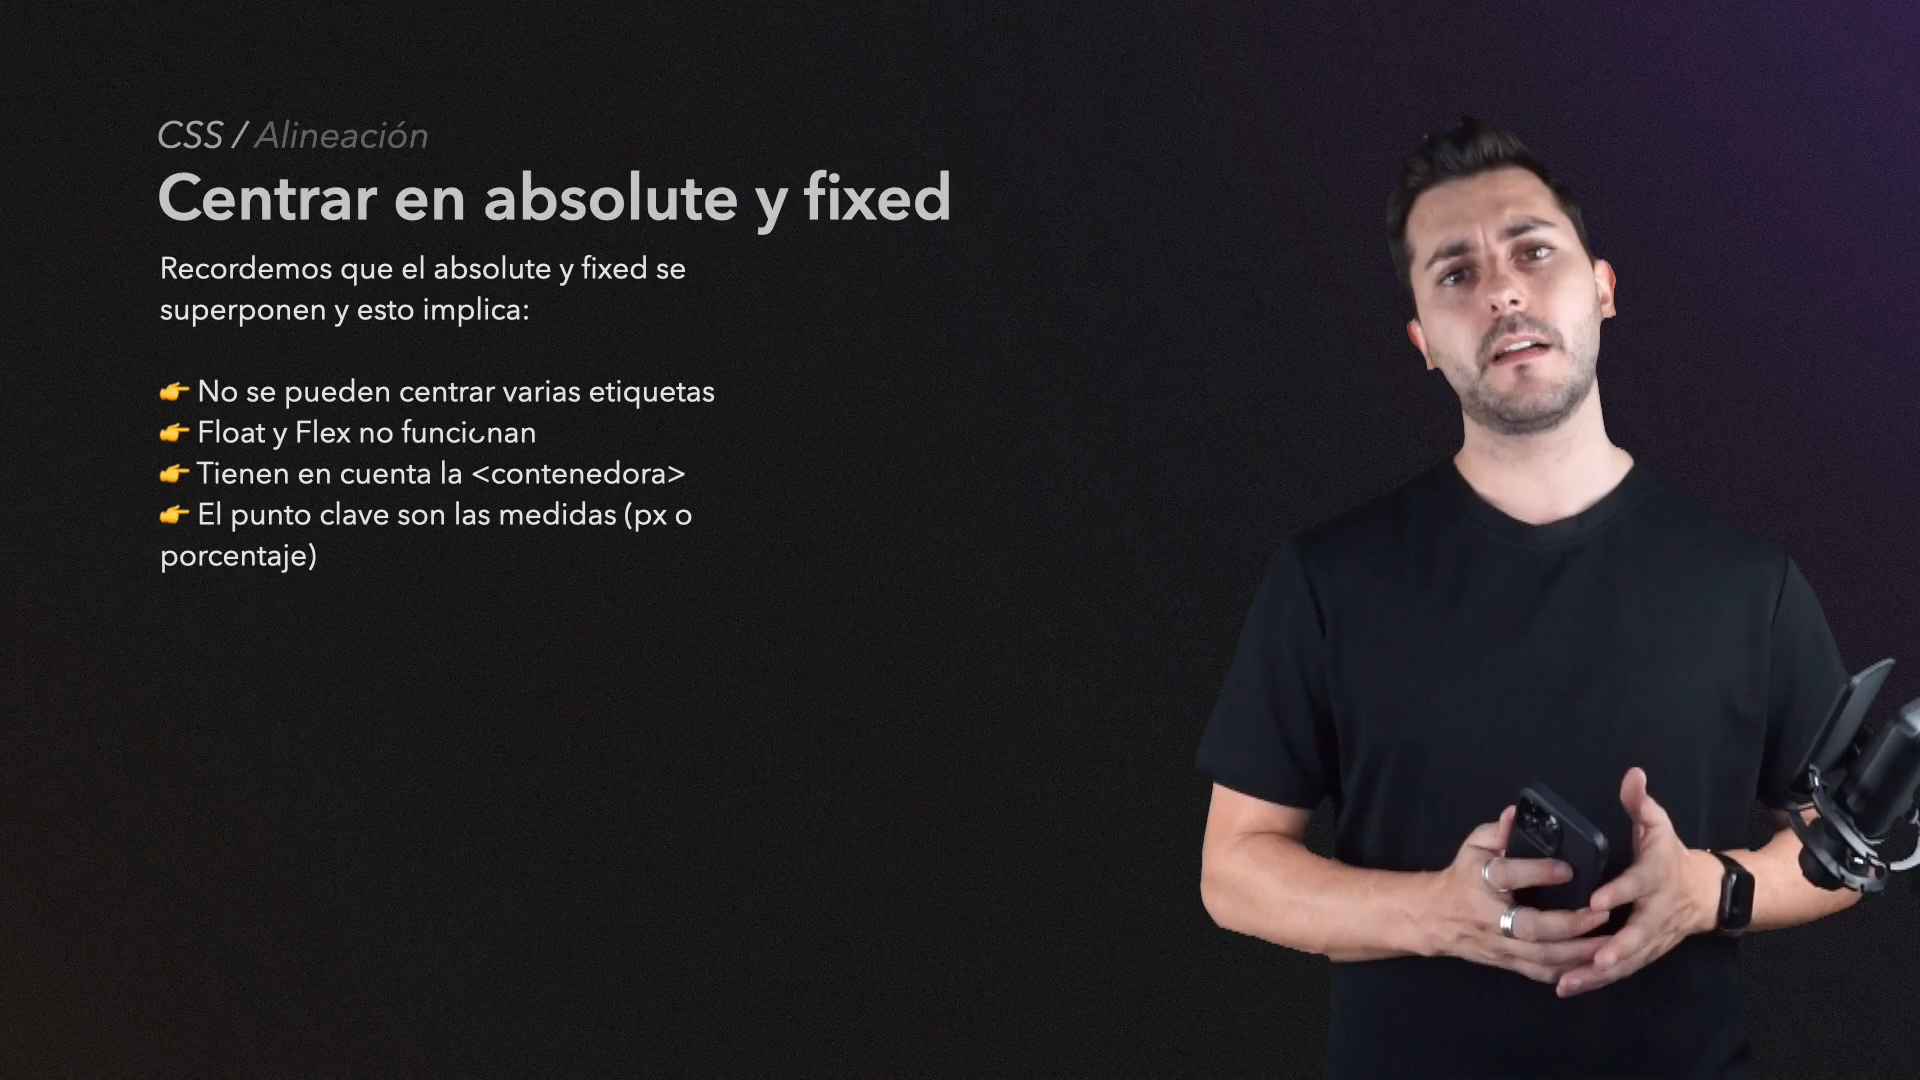 CSS / Alineación
Centrar en absolute y fixed
Recordemos que el absolute y fixed se
superponen y esto implica:
👉 No se pueden centrar varias etiquetas
👉 Float y Flex no funcionan
👉 Tienen en cuenta la <contenedora>
👉 El punto clave son las medidas (px o
porcentaje)